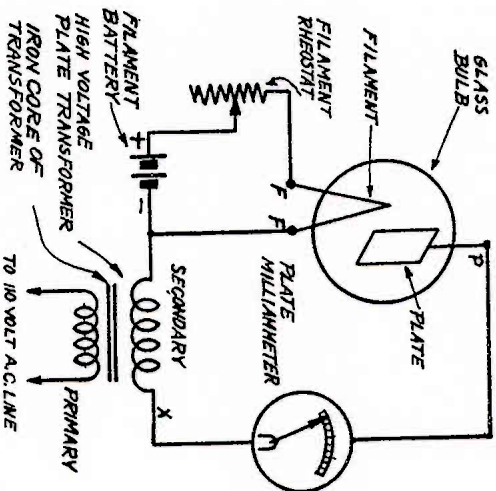 GLASS
BULB
FILAMENT
FILAMENT
RHEOSTAT
FILAMENT
BATTERY
HIGH VOLTAGE
PLATE TRANSFORMER
IRON CORE OF
TRANSFORMER
+
-
F
F
P
PLATE
PLATE
MILLIAMMETER
SECONDARY
X
PRIMARY
TO 110 VOLT A.C. LINE